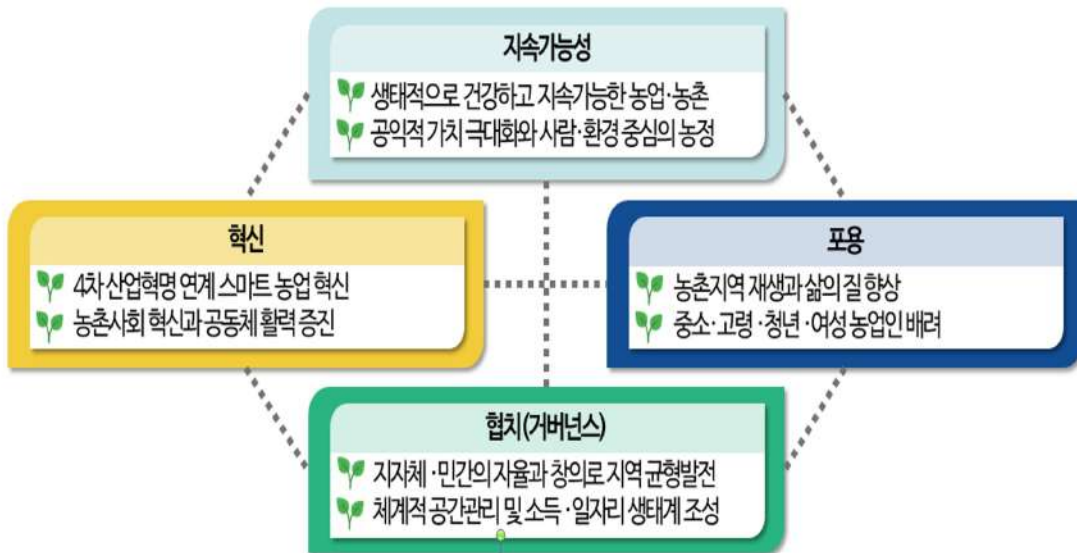 지속가능성
생태적으로 건강하고 지속가능한 농업·농촌
공익적 가치 극대화와 사람·환경 중심의 농정
혁신
4차 산업혁명 연계 스마트 농업 혁신
농촌사회 혁신과 공동체 활력 증진
포용
농촌지역 재생과 삶의 질 향상
중소·고령·청년·여성 농업인 배려
협치(거버넌스)
지자체·민간의 자율과 창의로 지역 균형발전
체계적 공간관리 및 소득·일자리 생태계 조성